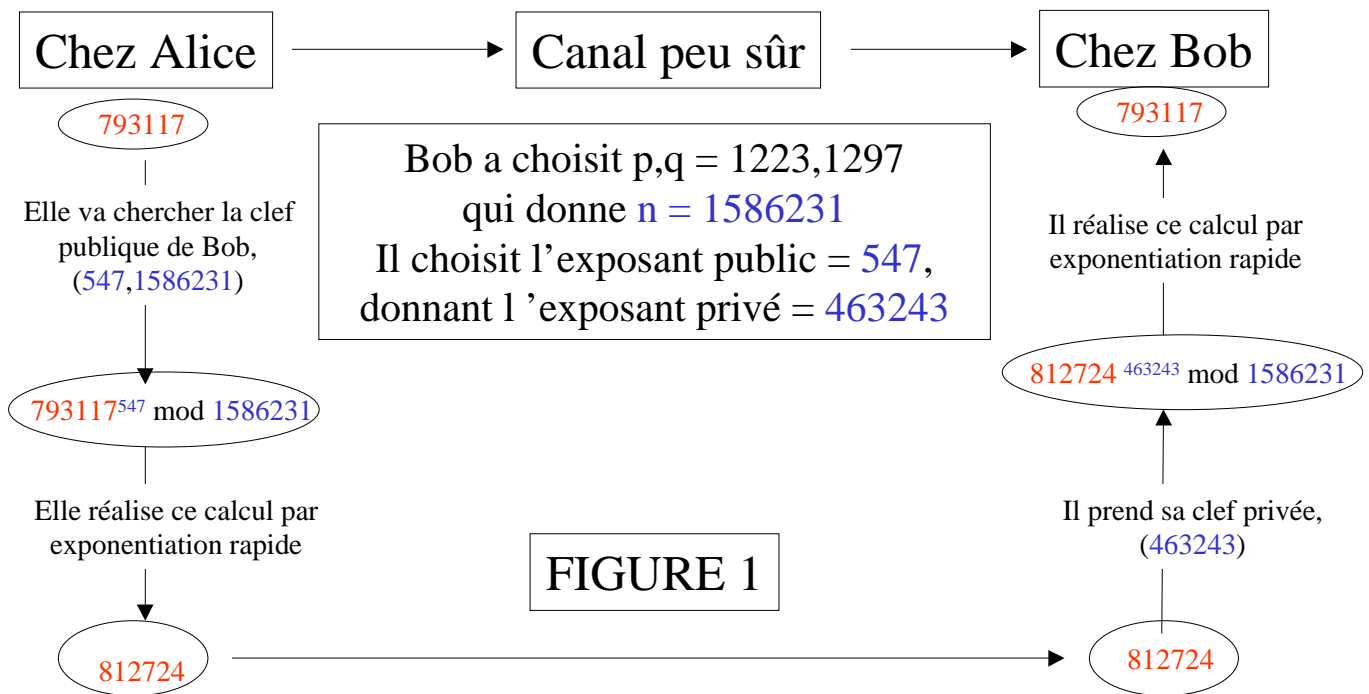 Chez Alice
Canal peu sûr
Chez Bob
793117
793117
Bob a choisit p,q = 1223,1297
qui donne n = 1586231
Il choisit l’exposant public = 547,
donnant l ’exposant privé = 463243
Elle va chercher la clef
publique de Bob,
(547,1586231)
Il réalise ce calcul par
exponentiation rapide
793117547 mod 1586231
812724 463243 mod 1586231
Elle réalise ce calcul par
exponentiation rapide
Il prend sa clef privée,
(463243)
FIGURE 1
812724
812724